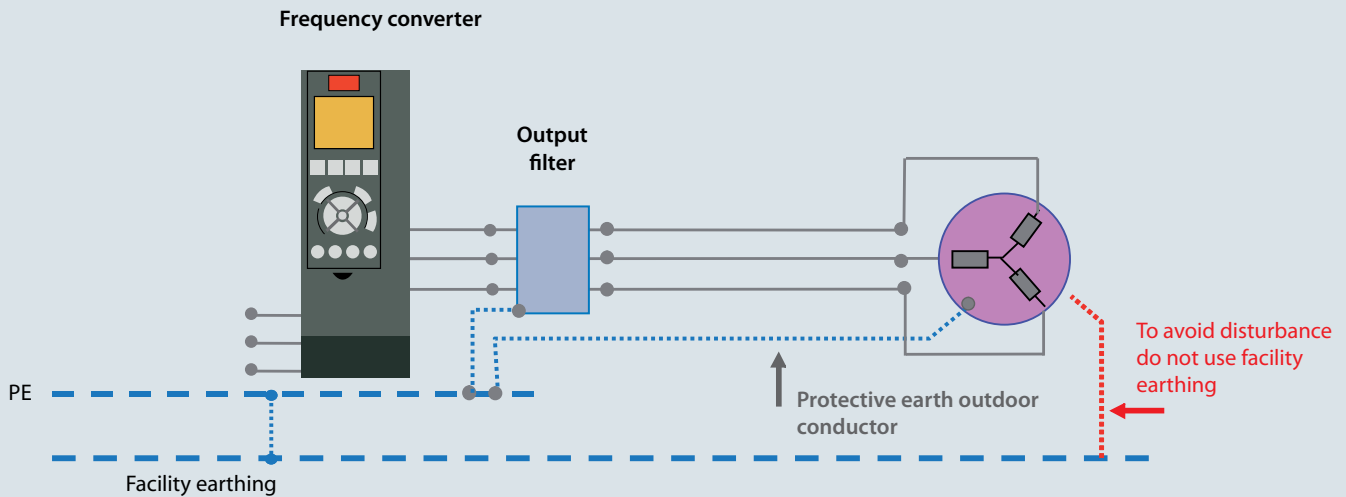 Frequency converter
Output
filter
To avoid disturbance
do not use facility
earthing
PE
Protective earth outdoor
conductor
Facility earthing